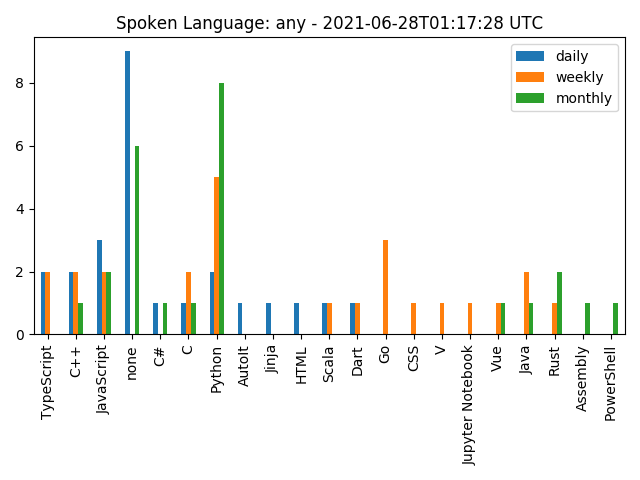 Spoken Language: any - 2021-06-28T01:17:28 UTC
daily
weekly
monthly
8
6
4
2
0
TypeScript
C++
JavaScript
none
C#
C
Python
AutoIt
Jinja
HTML
Scala
Dart
Go
CSS
V
Jupyter Notebook
Vue
Java
Rust
Assembly
PowerShell